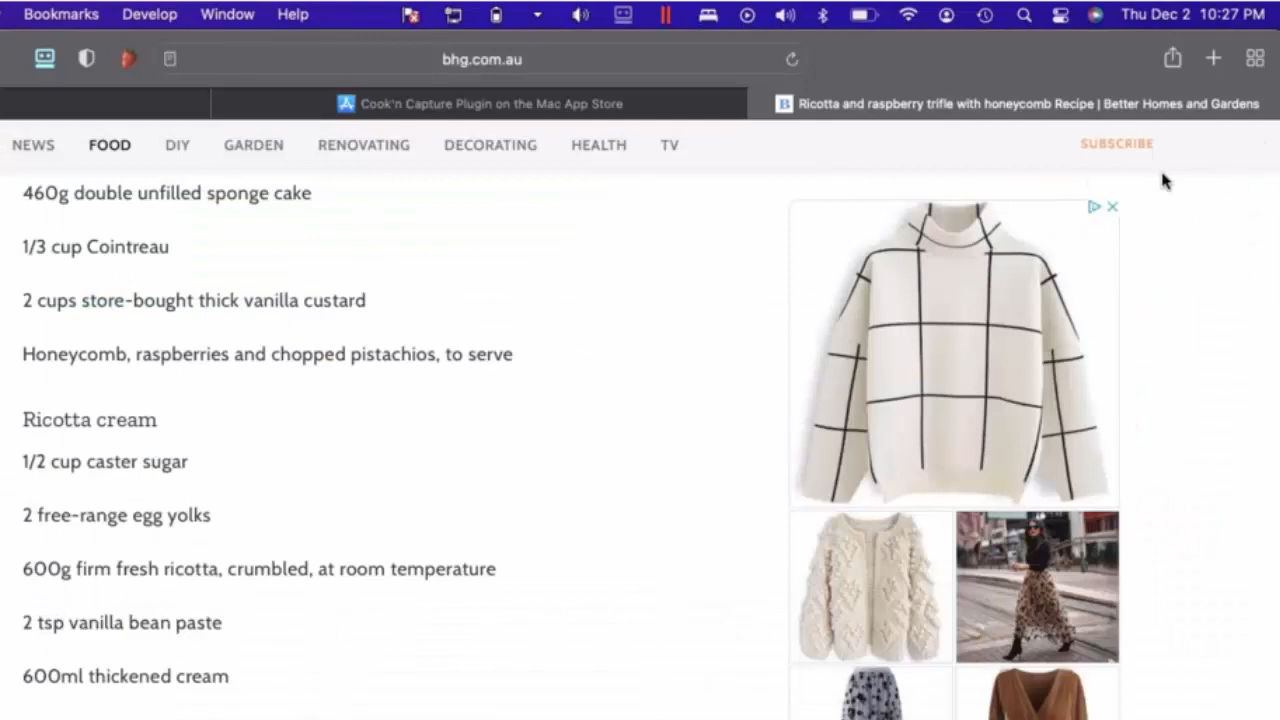 Bookmarks Develop Window Help Thu Dec 2 10:27 PM
bhg.com.au
Cook'n Capture Plugin on the Mac App Store
B Ricotta and raspberry trifle with honeycomb Recipe | Better Homes and Gardens
NEWS FOOD DIY GARDEN RENOVATING DECORATING HEALTH TV SUBSCRIBE
460g double unfilled sponge cake
1/3 cup Cointreau
2 cups store-bought thick vanilla custard
Honeycomb, raspberries and chopped pistachios, to serve
Ricotta cream
1/2 cup caster sugar
2 free-range egg yolks
600g firm fresh ricotta, crumbled, at room temperature
2 tsp vanilla bean paste
600ml thickened cream